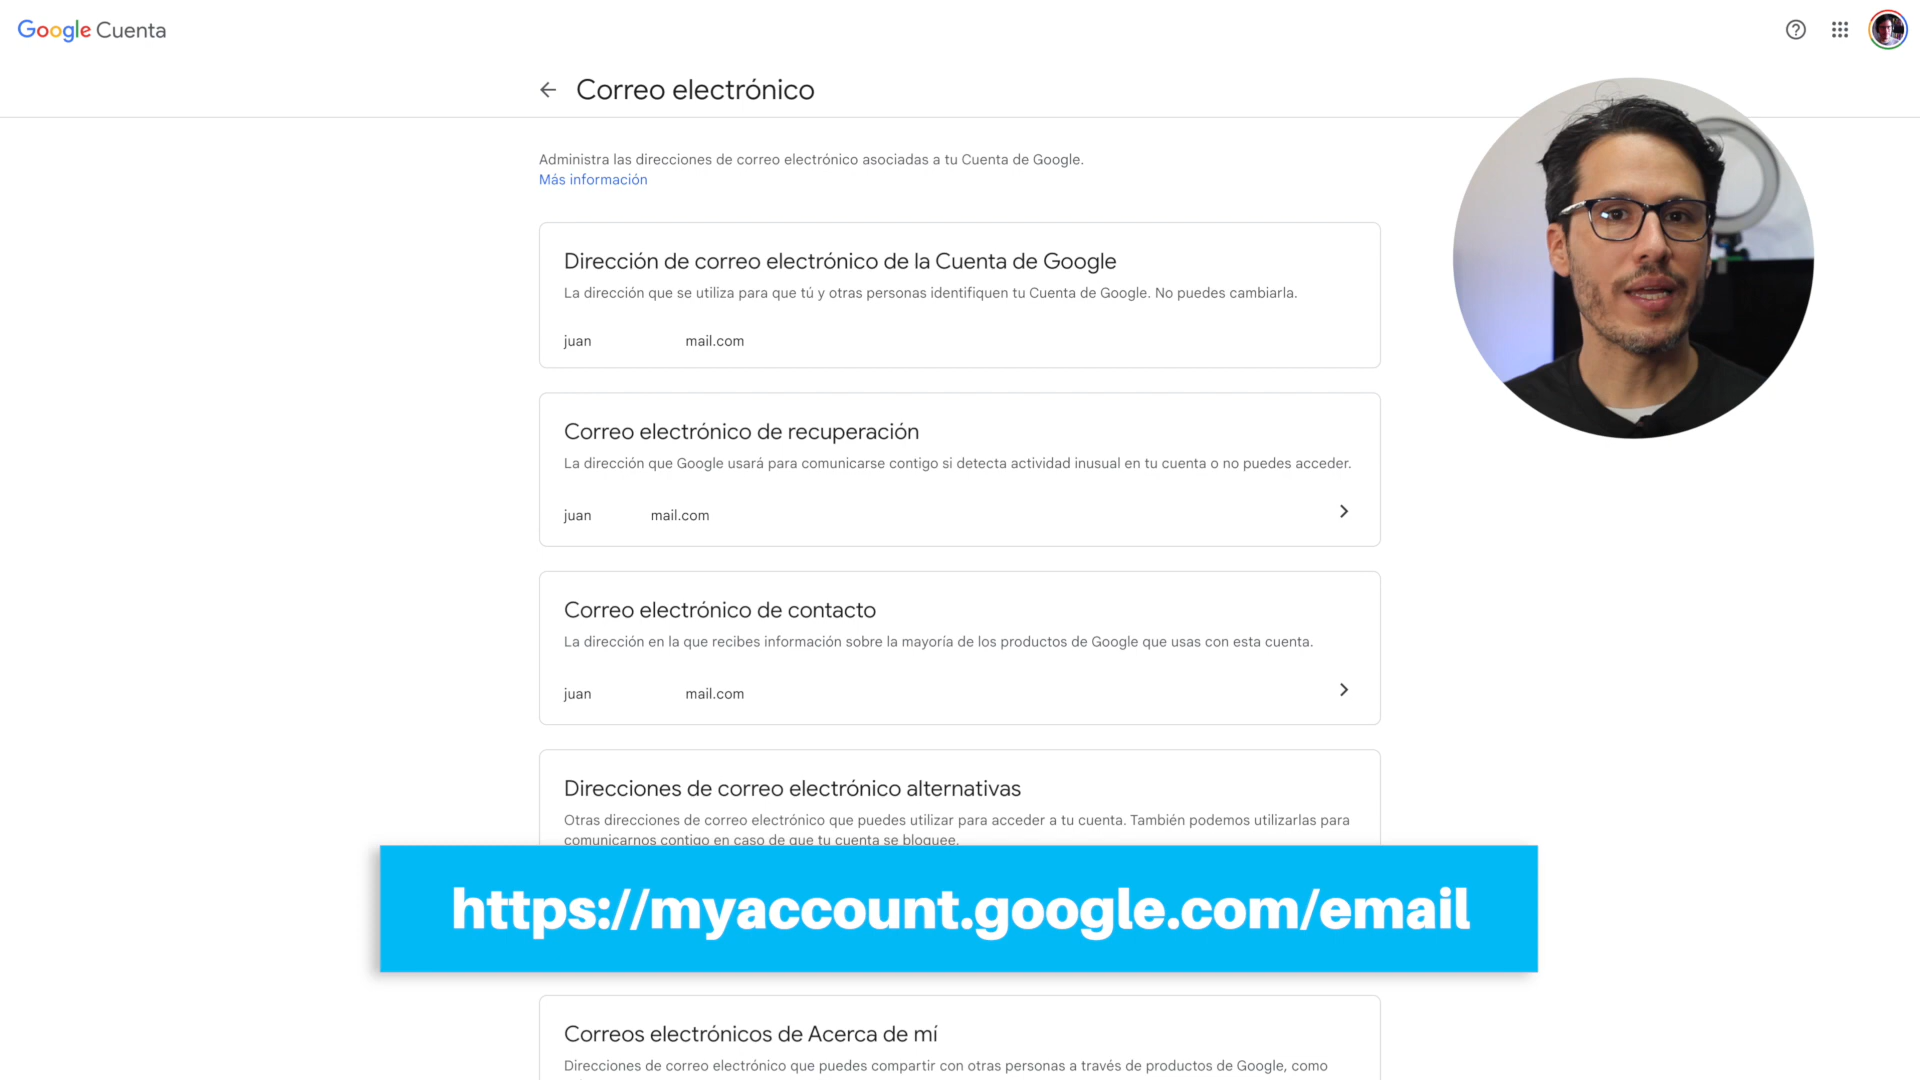 Google Cuenta
Correo electrónico
Administra las direcciones de correo electrónico asociadas a tu Cuenta de Google.
Más información
Dirección de correo electrónico de la Cuenta de Google
La dirección que se utiliza para que tú y otras personas identifiquen tu Cuenta de Google. No puedes cambiarla.
juan mail.com
Correo electrónico de recuperación
La dirección que Google usará para comunicarse contigo si detecta actividad inusual en tu cuenta o no puedes acceder.
juan mail.com
Correo electrónico de contacto
La dirección en la que recibes información sobre la mayoría de los productos de Google que usas con esta cuenta.
juan mail.com
Direcciones de correo electrónico alternativas
Otras direcciones de correo electrónico que puedes utilizar para acceder a tu cuenta. También podemos utilizarlas para
comunicarnos contigo en caso de que tu cuenta se bloquee.
https://myaccount.google.com/email
Correos electrónicos de Acerca de mí
Direcciones de correo electrónico que puedes compartir con otras personas a través de productos de Google, como